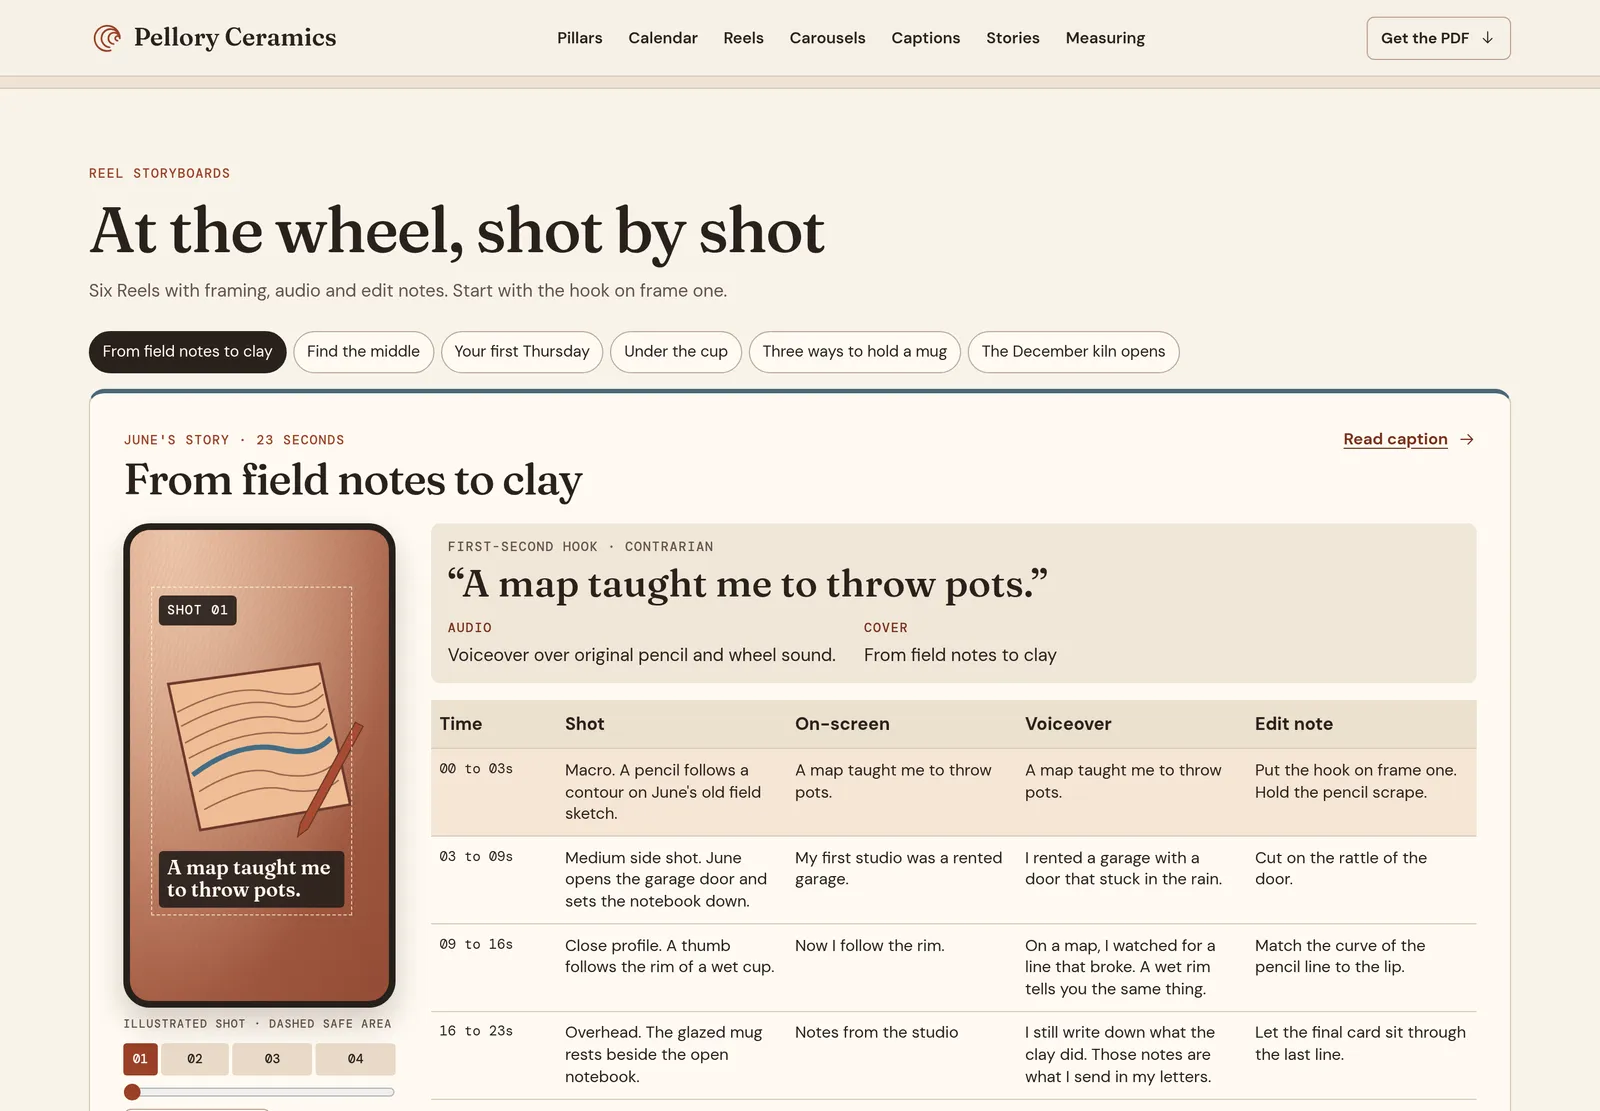 Pellory Ceramics
Pillars Calendar Reels Carousels Captions Stories Measuring
Get the PDF ↓
REEL STORYBOARDS
At the wheel, shot by shot
Six Reels with framing, audio and edit notes. Start with the hook on frame one.
From field notes to clay
Find the middle
Your first Thursday
Under the cup
Three ways to hold a mug
The December kiln opens
JUNE'S STORY · 23 SECONDS
Read caption →
From field notes to clay
SHOT 01
A map taught me
to throw pots.
ILLUSTRATED SHOT · DASHED SAFE AREA
01 02 03 04
FIRST-SECOND HOOK · CONTRARIAN
“A map taught me to throw pots.”
AUDIO
Voiceover over original pencil and wheel sound.
COVER
From field notes to clay
Time Shot On-screen Voiceover Edit note
00 to 03s
Macro. A pencil follows a
contour on June's old field
sketch.
A map taught me to throw
pots.
A map taught me to throw
pots.
Put the hook on frame one.
Hold the pencil scrape.
03 to 09s
Medium side shot. June
opens the garage door and
sets the notebook down.
My first studio was a rented
garage.
I rented a garage with a
door that stuck in the rain.
Cut on the rattle of the
door.
09 to 16s
Close profile. A thumb
follows the rim of a wet cup.
Now I follow the rim.
On a map, I watched for a
line that broke. A wet rim
tells you the same thing.
Match the curve of the
pencil line to the lip.
16 to 23s
Overhead. The glazed mug
rests beside the open
notebook.
Notes from the studio
I still write down what the
clay did. Those notes are
what I send in my letters.
Let the final card sit through
the last line.